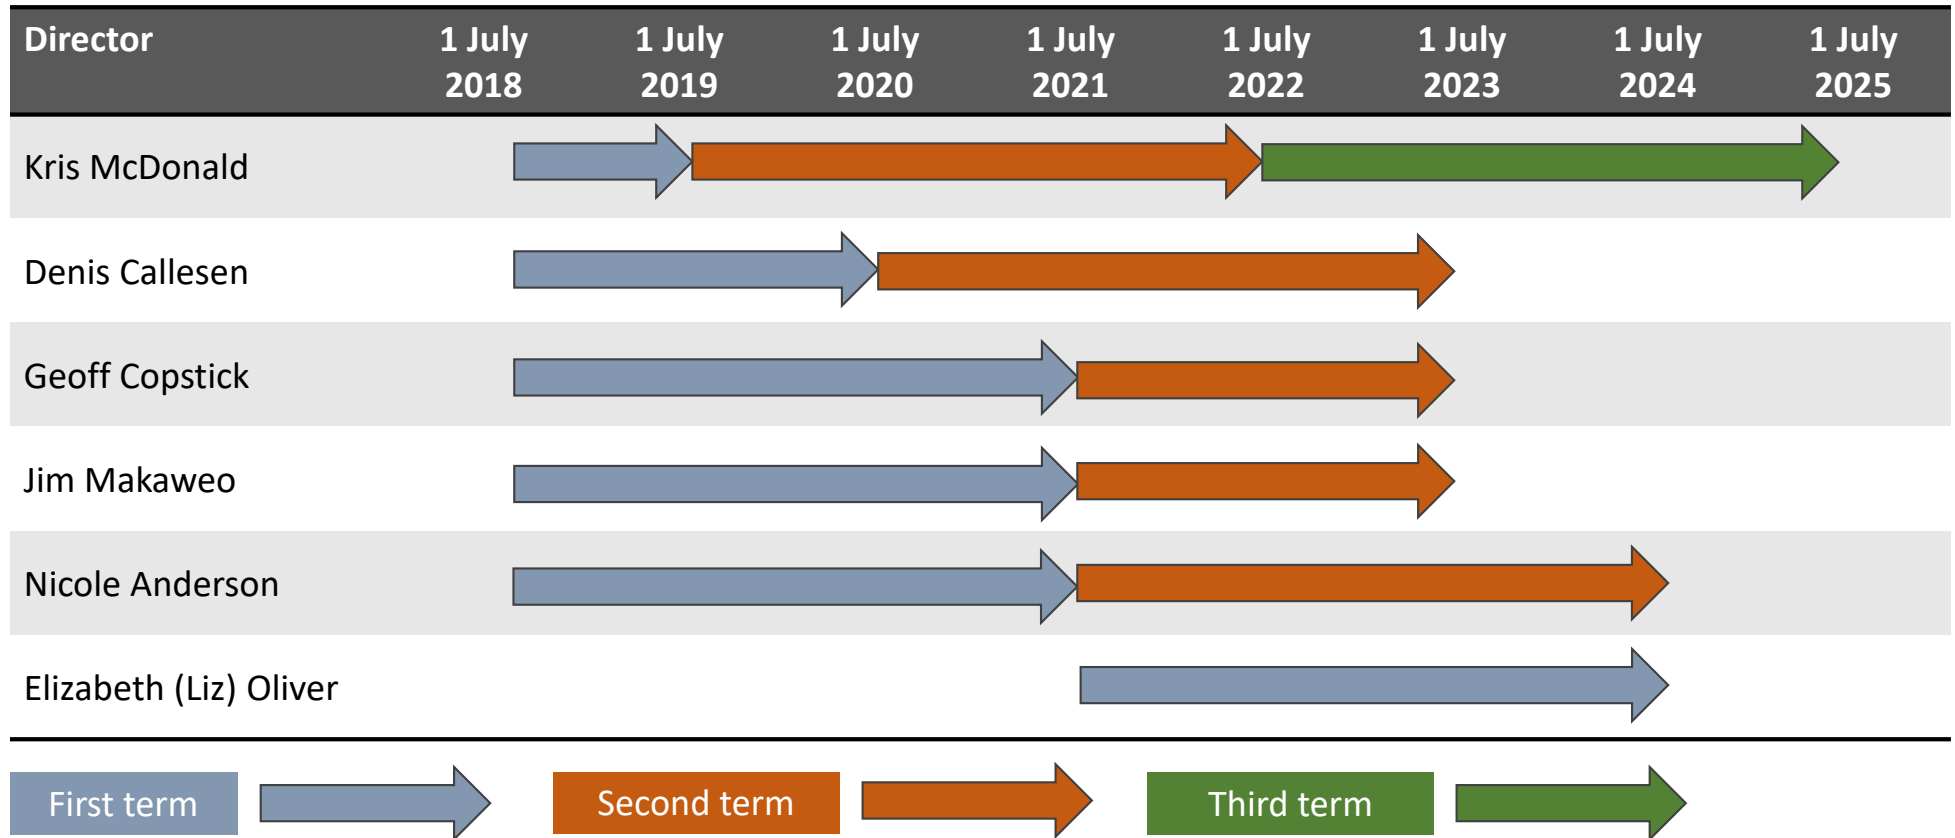 Director 1 July 1 July 1 July 1 July 1 July 1 July 1 July 1 July
2018 2019 2020 2021 2022 2023 2024 2025
Kris McDonald
Denis Callesen
Geoff Copstick
Jim Makaweo
Nicole Anderson
Elizabeth (Liz) Oliver
First term Second term Third term